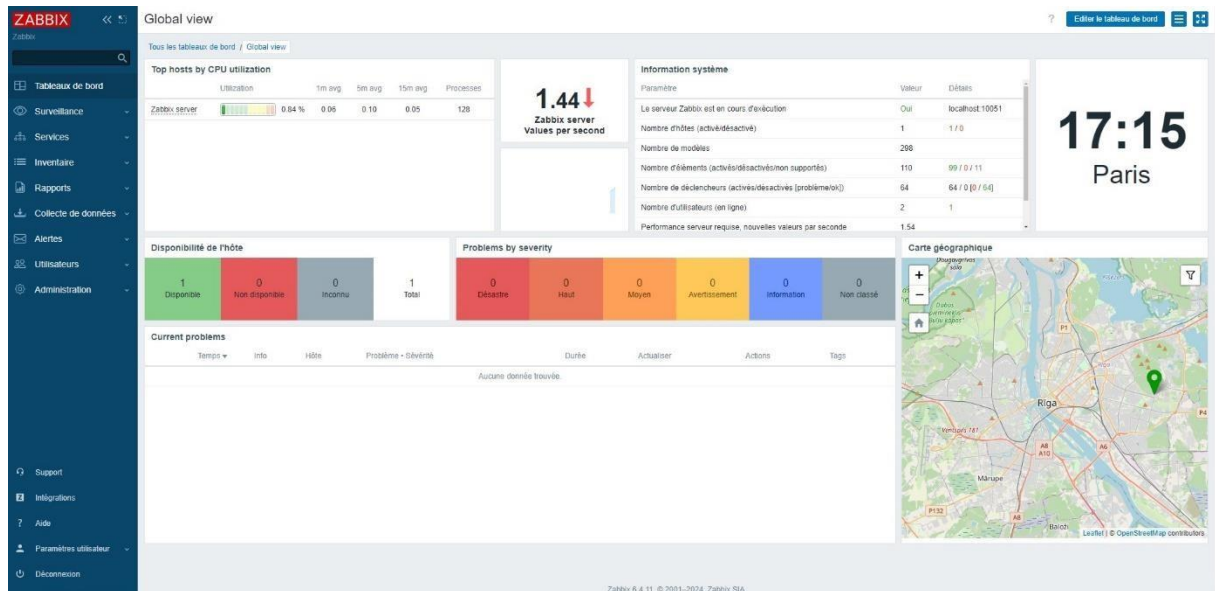 ZABBIX
Zabbix
Tableaux de bord
Surveillance
Services
Inventaire
Rapports
Collecte de données
Alertes
Utilisateurs
Administration
Support
Intégrations
? Aide
Paramètres utilisateur
Déconnexion
Global view
? Editer le tableau de bord
Tous les tableaux de bord / Global view
Top hosts by CPU utilization
Utilization 1m avg 5m avg 15m avg Processes
Zabbix server 0.84 % 0.06 0.10 0.05 128
1.44
Zabbix server
Values per second
Information système
Paramètre Valeur Détails
Le serveur Zabbix est en cours d'exécution Oui localhost:10051
Nombre d'hôtes (activé/désactivé) 1 1 / 0
Nombre de modèles 298
Nombre d'éléments (activés/désactivés/non supportés) 110 99 / 0 / 11
Nombre de déclencheurs (activés/désactivés [problème/ok]) 64 64 / 0 [0 / 64]
Nombre d'utilisateurs (en ligne) 2 1
Performance serveur requise, nouvelles valeurs par seconde 1.54
17:15
Paris
Disponibilité de l'hôte
1 Disponible
0 Non disponible
0 Inconnu
1 Total
Problems by severity
0 Désastre
0 Haut
0 Moyen
0 Avertissement
0 Information
0 Non classé
Current problems
Temps Info Hôte Problème • Sévérité Durée Actualiser Actions Tags
Aucune donnée trouvée.
Carte géographique
+
−
P1
Rīga
P4
A8
A10
A6
Mārupe
P132
A8
Baloži
Leaflet | © OpenStreetMap contributors
Zabbix 6.4.11. © 2001–2024, Zabbix SIA